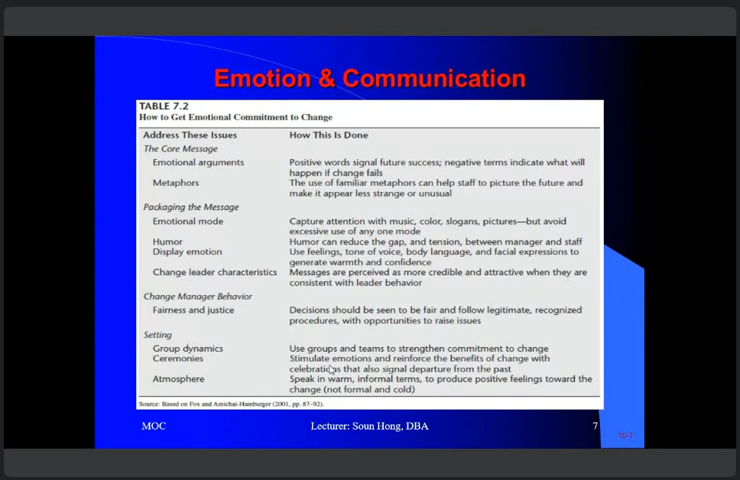 Emotion & Communication
TABLE 7.2
How to Get Emotional Commitment to Change
Address These Issues How This Is Done
The Core Message
Emotional arguments Positive words signal future success; negative terms indicate what will
happen if change fails
Metaphors The use of familiar metaphors can help staff to picture the future and
make it appear less strange or unusual
Packaging the Message
Emotional mode Capture attention with music, color, slogans, pictures—but avoid
excessive use of any one mode
Humor Humor can reduce the gap, and tension, between manager and staff
Display emotion Use feelings, tone of voice, body language, and facial expressions to
generate warmth and confidence
Change leader characteristics Messages are perceived as more credible and attractive when they are
consistent with leader behavior
Change Manager Behavior
Fairness and justice Decisions should be seen to be fair and follow legitimate, recognized
procedures, with opportunities to raise issues
Setting
Group dynamics Use groups and teams to strengthen commitment to change
Ceremonies Stimulate emotions and reinforce the benefits of change with
celebrations that also signal departure from the past
Atmosphere Speak in warm, informal terms, to produce positive feelings toward the
change (not formal and cold)
Source: Based on Fox and Amichai-Hamburger (2001, pp. 87–92).
MOC Lecturer: Soun Hong, DBA 7